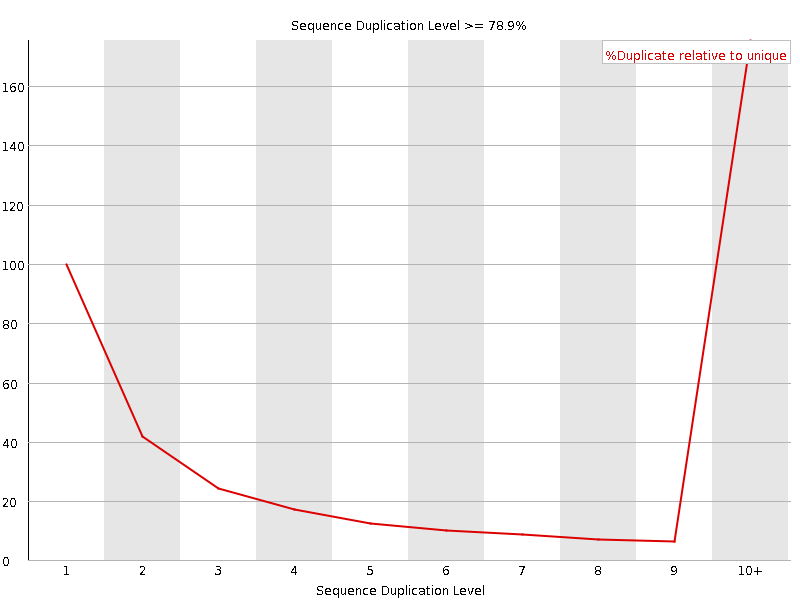 Sequence Duplication Level >= 78.9%
%Duplicate relative to unique
160
140
120
100
80
60
40
20
0
1 2 3 4 5 6 7 8 9 10+
Sequence Duplication Level